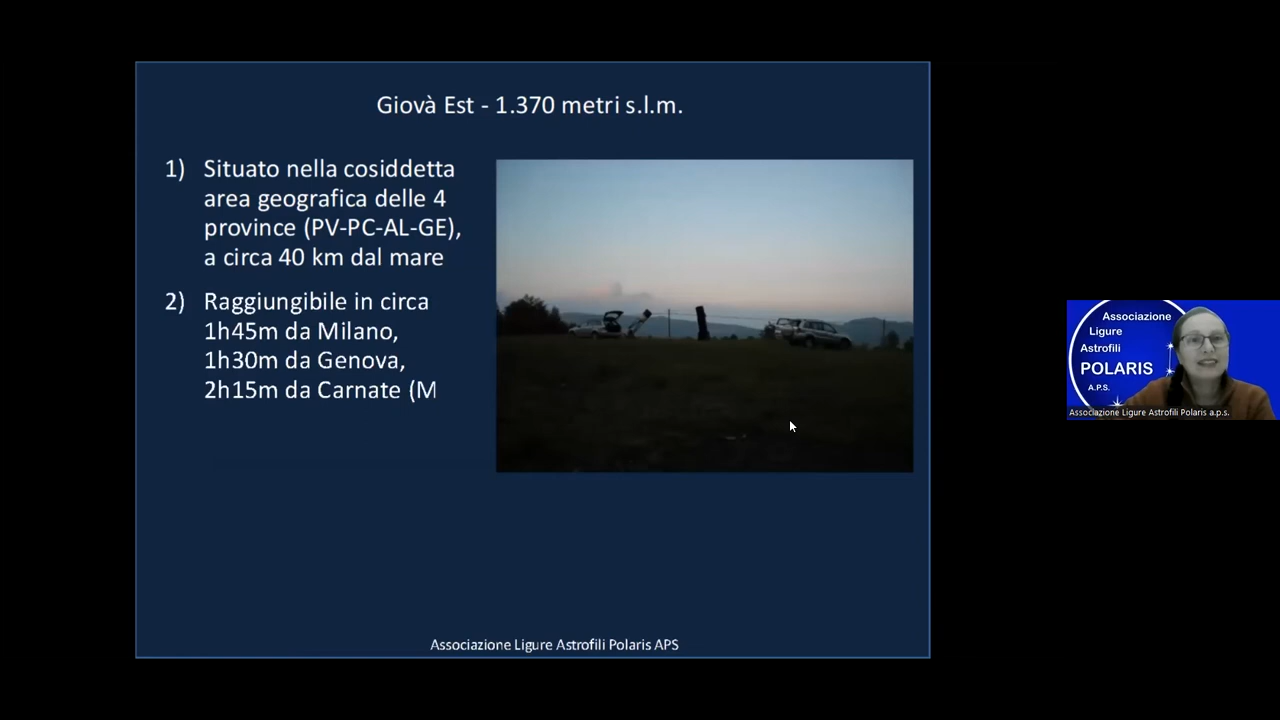 Giovà Est - 1.370 metri s.l.m.
1) Situato nella cosiddetta
area geografica delle 4
province (PV-PC-AL-GE),
a circa 40 km dal mare
2) Raggiungibile in circa
1h45m da Milano,
1h30m da Genova,
2h15m da Carnate (M
Associazione Ligure Astrofili Polaris APS
Associazione
Ligure
Astrofili
POLARIS
A.P.S.
Associazione Ligure Astrofili Polaris a.p.s.